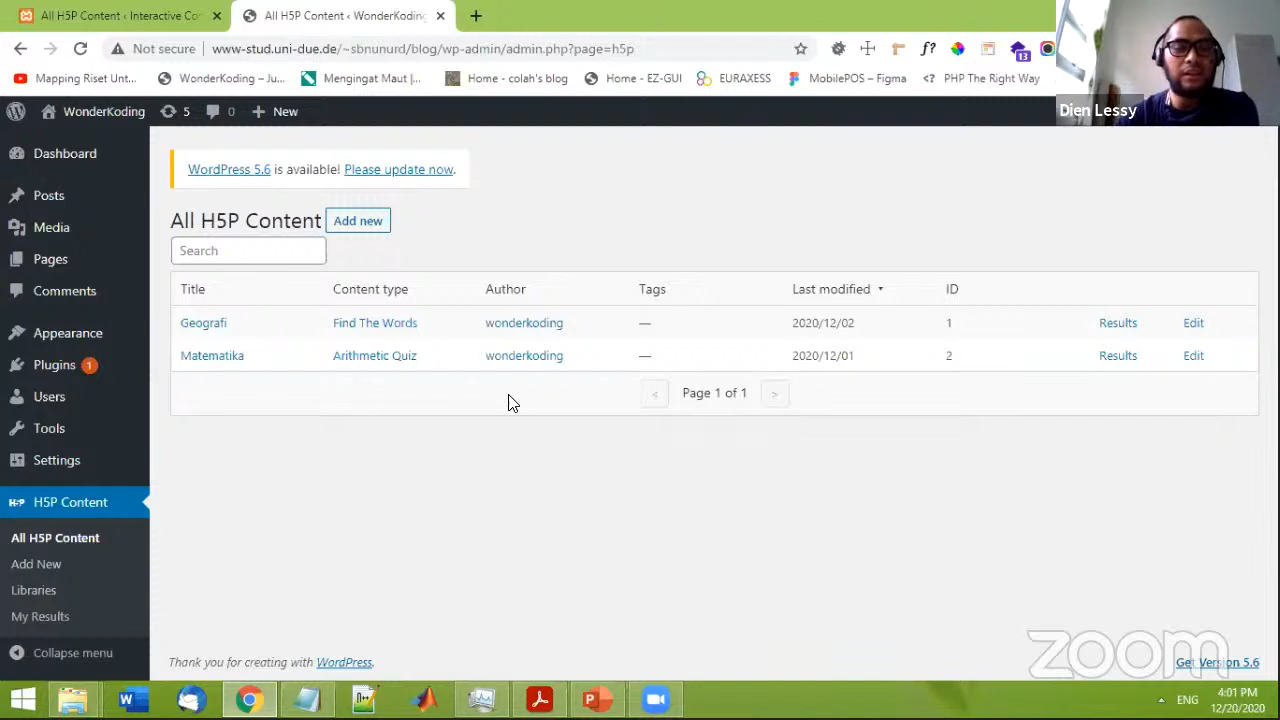 All H5P Content ‹ Interactive Co
All H5P Content ‹ WonderKoding
Not secure www-stud.uni-due.de/~sbnunurd/blog/wp-admin/admin.php?page=h5p
f?
13
Mapping Riset Unt... WonderKoding – Ju... Mengingat Maut |... Home - colah's blog Home - EZ-GUI EURAXESS MobilePOS – Figma <? PHP The Right Way
Dien Lessy
WonderKoding 5 0 New
Dashboard
Posts
Media
Pages
Comments
Appearance
Plugins 1
Users
Tools
Settings
H5P H5P Content
All H5P Content
Add New
Libraries
My Results
Collapse menu
WordPress 5.6 is available! Please update now.
All H5P Content Add new
Search
Title Content type Author Tags Last modified ID
Geografi Find The Words wonderkoding — 2020/12/02 1 Results Edit
Matematika Arithmetic Quiz wonderkoding — 2020/12/01 2 Results Edit
< Page 1 of 1 >
Thank you for creating with WordPress.
Get Version 5.6
zoom
ENG
4:01 PM
12/20/2020